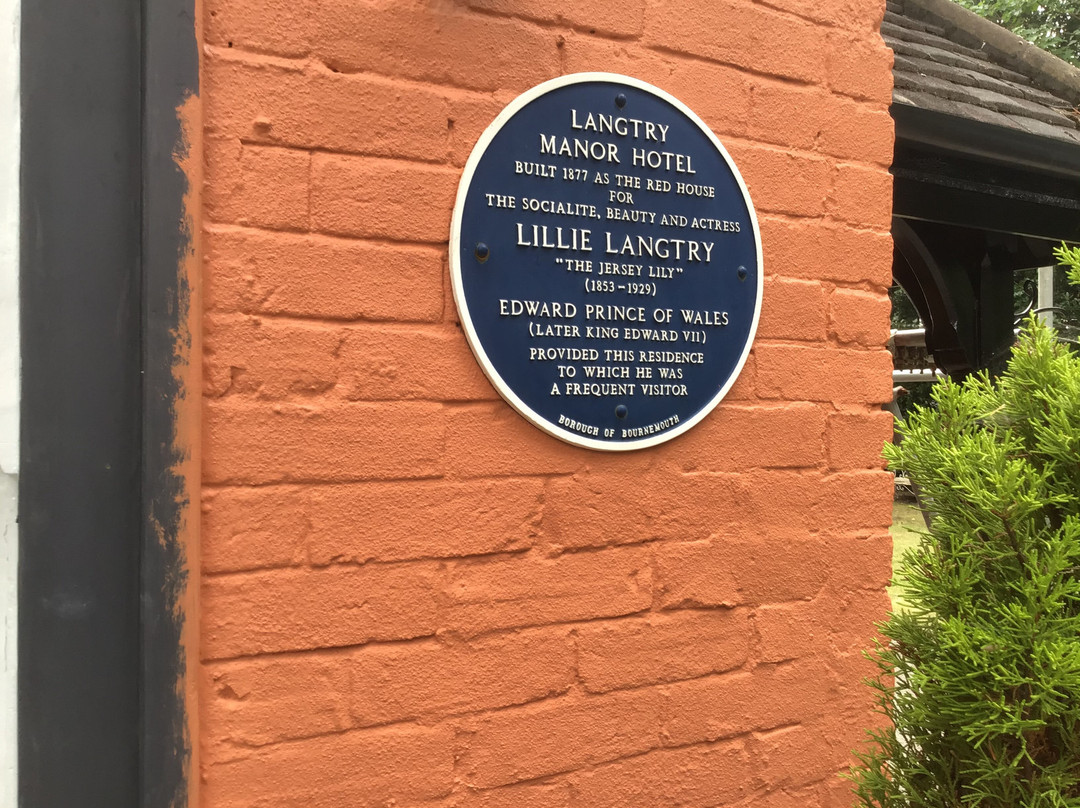 LANGTRY
MANOR HOTEL
BUILT 1877 AS THE RED HOUSE
FOR
THE SOCIALITE, BEAUTY AND ACTRESS
LILLIE LANGTRY
"THE JERSEY LILY"
(1853–1929)
EDWARD PRINCE OF WALES
(LATER KING EDWARD VII)
PROVIDED THIS RESIDENCE
TO WHICH HE WAS
A FREQUENT VISITOR
BOROUGH OF BOURNEMOUTH